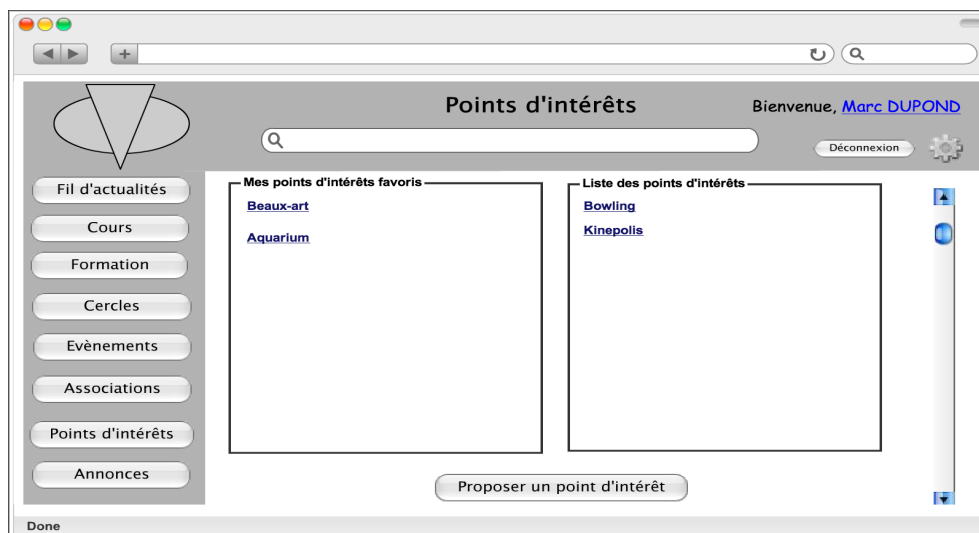 Points d'intérêts
Bienvenue, Marc DUPOND
Déconnexion
Fil d'actualités
Cours
Formation
Cercles
Evènements
Associations
Points d'intérêts
Annonces
Mes points d'intérêts favoris
Beaux-art
Aquarium
Liste des points d'intérêts
Bowling
Kinepolis
Proposer un point d'intérêt
Done